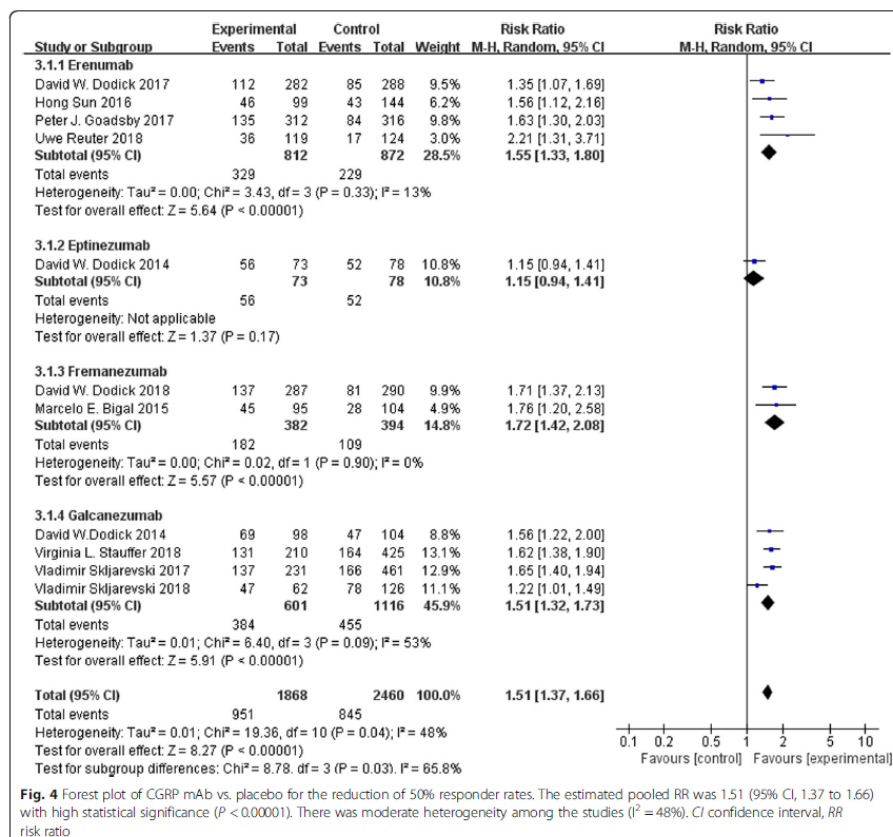 Experimental Control Risk Ratio Risk Ratio
Study or Subgroup Events Total Events Total Weight M-H, Random, 95% CI M-H, Random, 95% CI
3.1.1 Erenumab
David W. Dodick 2017 112 282 85 288 9.5% 1.35 [1.07, 1.69]
Hong Sun 2016 46 99 43 144 6.2% 1.56 [1.12, 2.16]
Peter J. Goadsby 2017 135 312 84 316 9.8% 1.63 [1.30, 2.03]
Uwe Reuter 2018 36 119 17 124 3.0% 2.21 [1.31, 3.71]
Subtotal (95% CI) 812 872 28.5% 1.55 [1.33, 1.80]
Total events 329 229
Heterogeneity: Tau² = 0.00; Chi² = 3.43, df = 3 (P = 0.33); I² = 13%
Test for overall effect: Z = 5.64 (P < 0.00001)
3.1.2 Eptinezumab
David W. Dodick 2014 56 73 52 78 10.8% 1.15 [0.94, 1.41]
Subtotal (95% CI) 73 78 10.8% 1.15 [0.94, 1.41]
Total events 56 52
Heterogeneity: Not applicable
Test for overall effect: Z = 1.37 (P = 0.17)
3.1.3 Fremanezumab
David W. Dodick 2018 137 287 81 290 9.9% 1.71 [1.37, 2.13]
Marcelo E. Bigal 2015 45 95 28 104 4.9% 1.76 [1.20, 2.58]
Subtotal (95% CI) 382 394 14.8% 1.72 [1.42, 2.08]
Total events 182 109
Heterogeneity: Tau² = 0.00; Chi² = 0.02, df = 1 (P = 0.90); I² = 0%
Test for overall effect: Z = 5.57 (P < 0.00001)
3.1.4 Galcanezumab
David W.Dodick 2014 69 98 47 104 8.8% 1.56 [1.22, 2.00]
Virginia L. Stauffer 2018 131 210 164 425 13.1% 1.62 [1.38, 1.90]
Vladimir Skljarevski 2017 137 231 166 461 12.9% 1.65 [1.40, 1.94]
Vladimir Skljarevski 2018 47 62 78 126 11.1% 1.22 [1.01, 1.49]
Subtotal (95% CI) 601 1116 45.9% 1.51 [1.32, 1.73]
Total events 384 455
Heterogeneity: Tau² = 0.01; Chi² = 6.40, df = 3 (P = 0.09); I² = 53%
Test for overall effect: Z = 5.91 (P < 0.00001)
Total (95% CI) 1868 2460 100.0% 1.51 [1.37, 1.66]
Total events 951 845
Heterogeneity: Tau² = 0.01; Chi² = 19.36, df = 10 (P = 0.04); I² = 48%
Test for overall effect: Z = 8.27 (P < 0.00001)
Test for subgroup differences: Chi² = 8.78, df = 3 (P = 0.03), I² = 65.8%
0.1 0.2 0.5 1 2 5 10
Favours [control] Favours [experimental]
Fig. 4 Forest plot of CGRP mAb vs. placebo for the reduction of 50% responder rates. The estimated pooled RR was 1.51 (95% CI, 1.37 to 1.66)
with high statistical significance (P < 0.00001). There was moderate heterogeneity among the studies (I² = 48%). CI confidence interval, RR
risk ratio